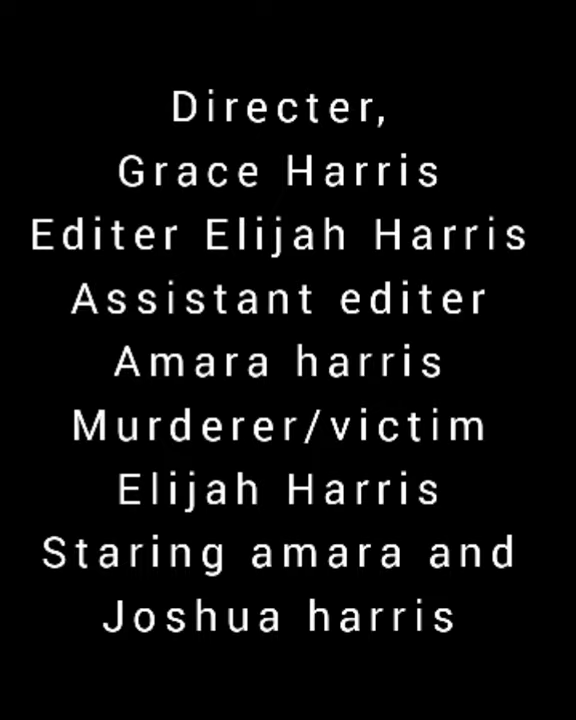 Directer,
Grace Harris
Editer Elijah Harris
Assistant editer
Amara harris
Murderer/victim
Elijah Harris
Staring amara and
Joshua harris